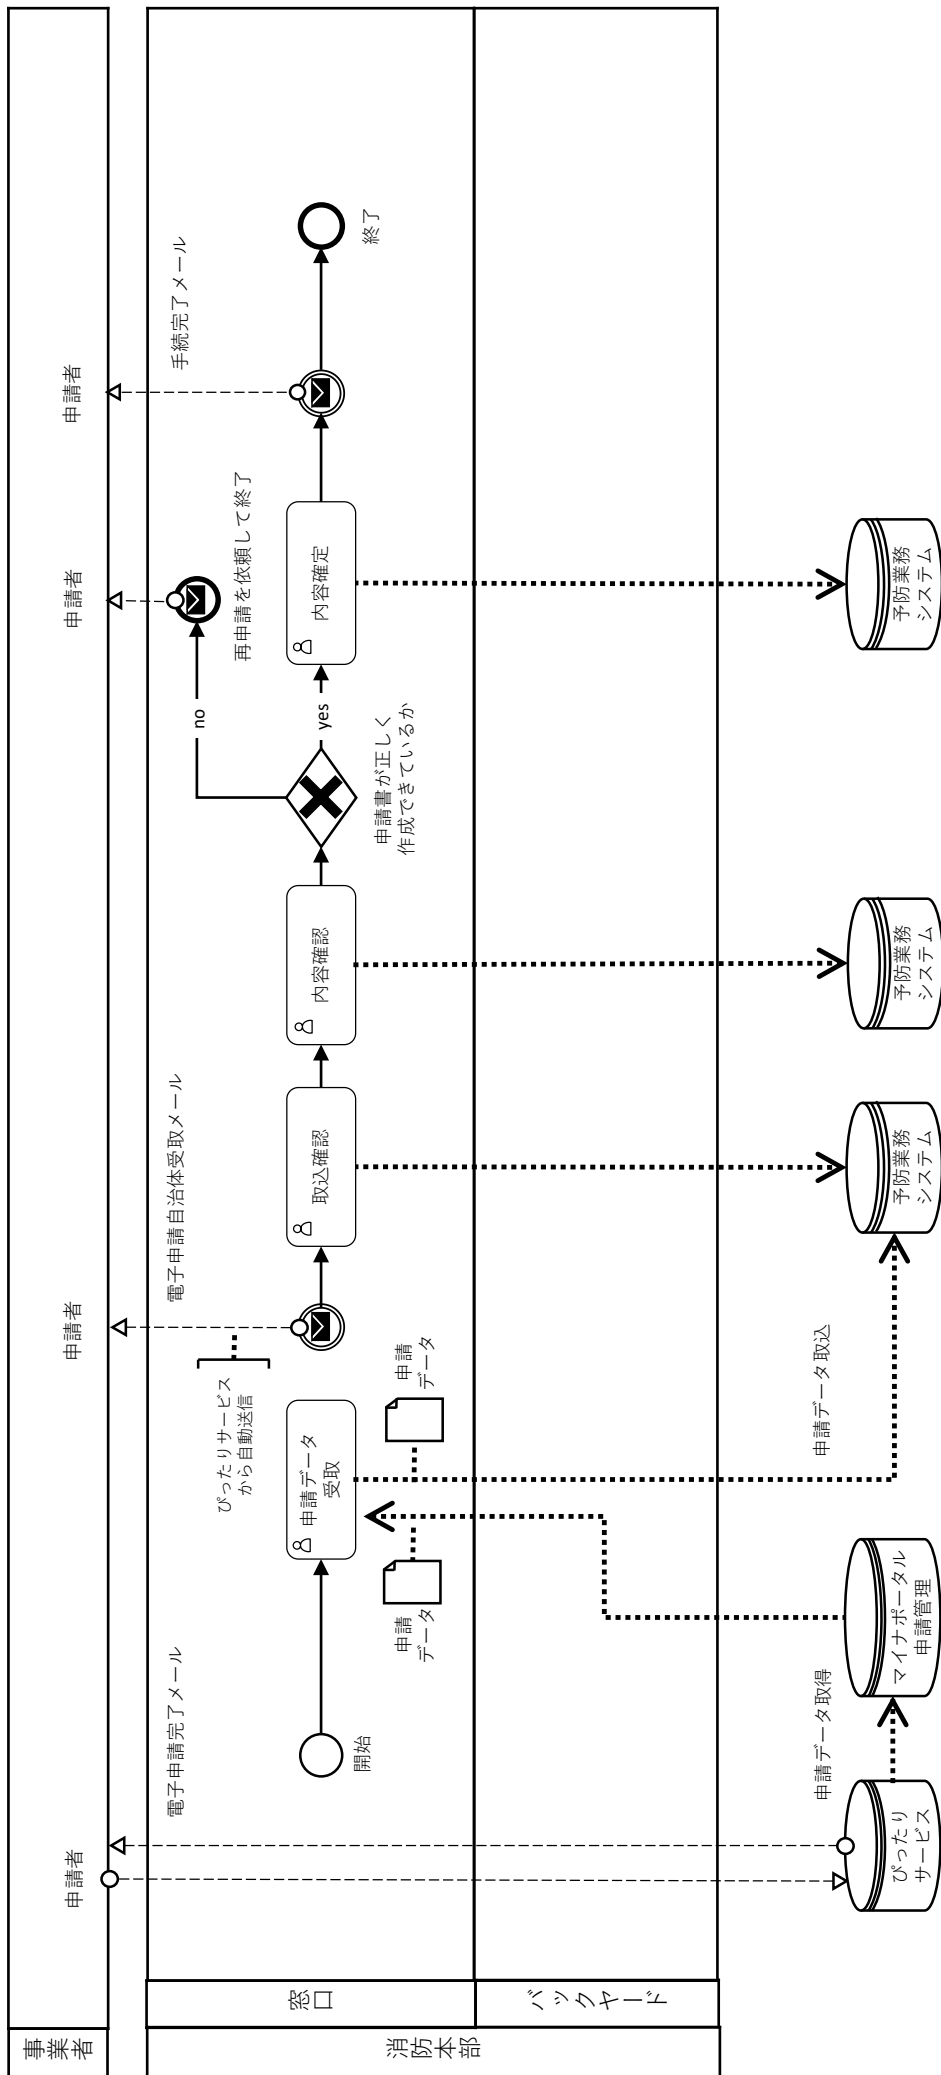 事業者
消防本部
窓口
バックヤード
申請者
電子申請完了メール
開始
ぴったり
サービス
申請データ取得
マイナポータル
申請管理
申請
データ
申請データ
受取
申請
データ
申請データ取込
ぴったりサービス
から自動送信
申請者
電子申請自治体受取メール
取込確認
予防業務
システム
内容確認
予防業務
システム
申請書が正しく
作成できているか
no
yes
申請者
再申請を依頼して終了
内容確定
予防業務
システム
申請者
手続完了メール
終了